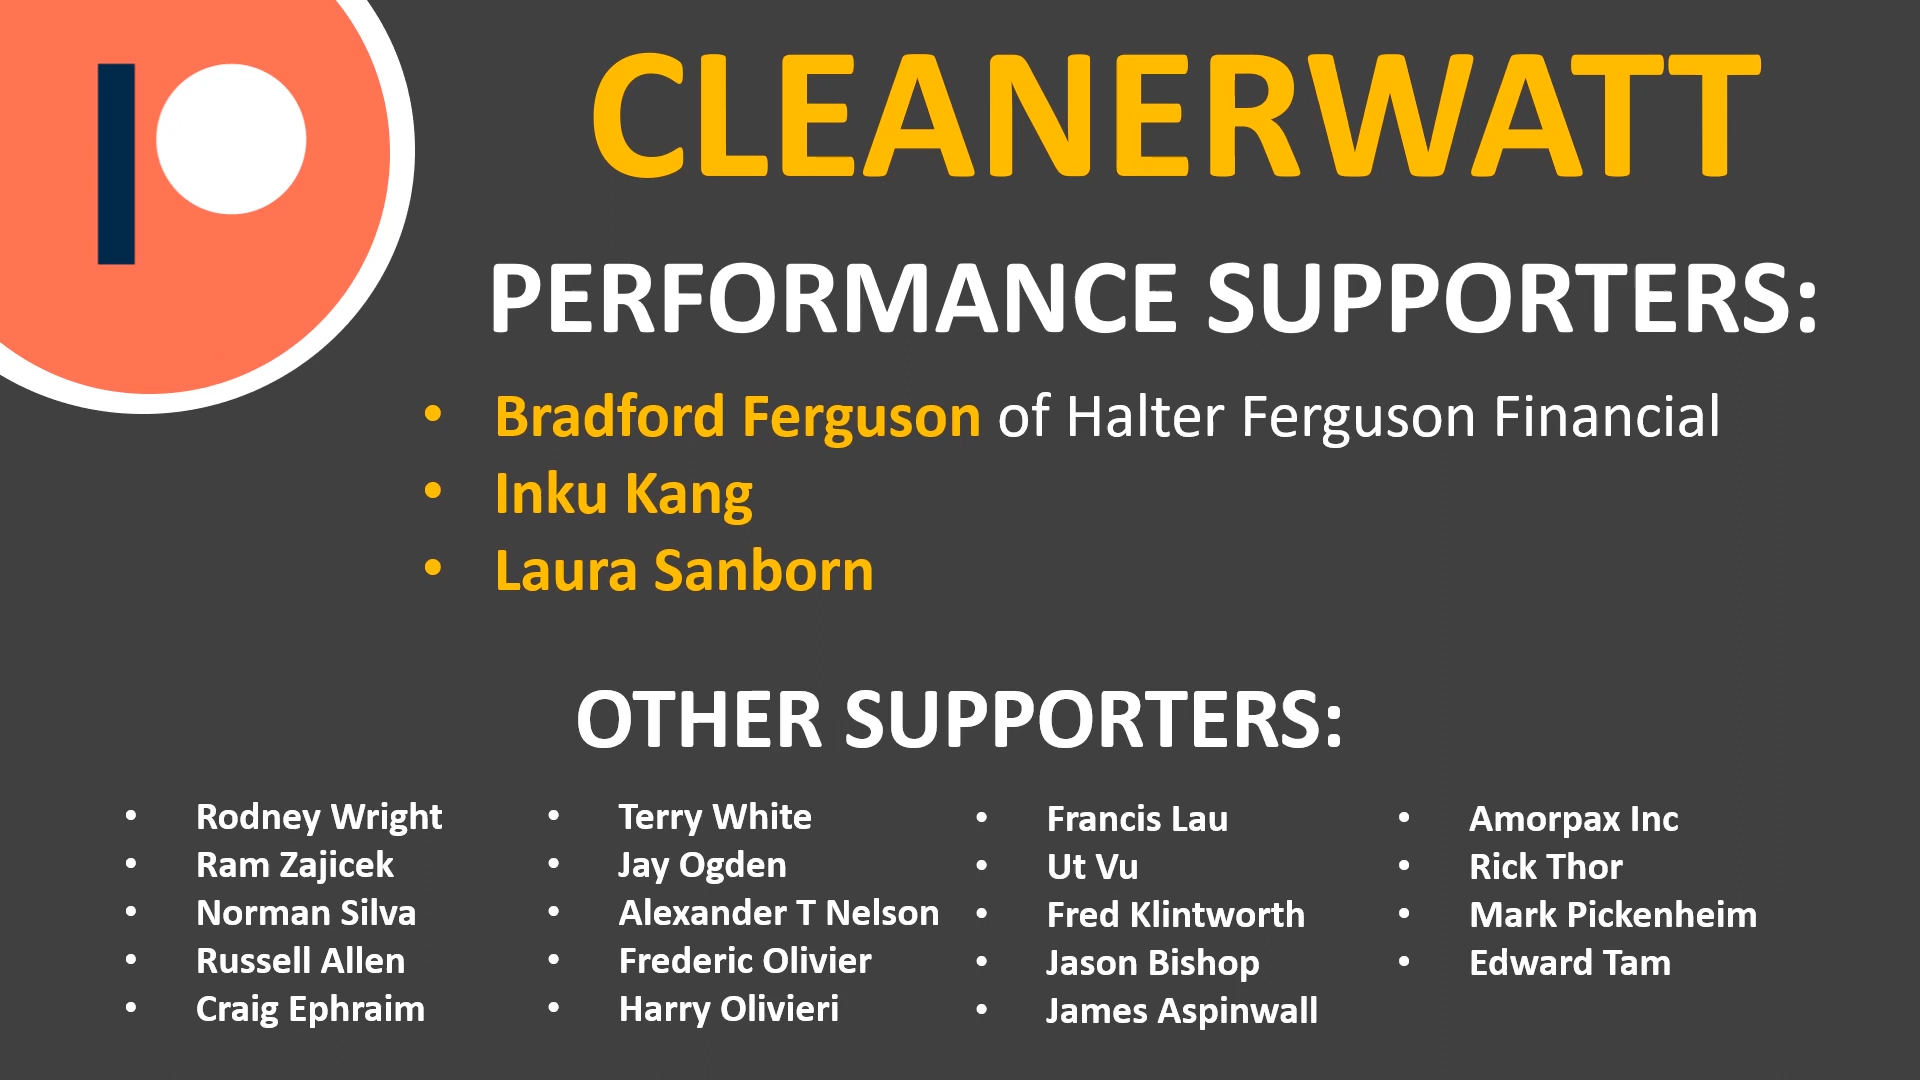 CLEANERWATT
PERFORMANCE SUPPORTERS:
• Bradford Ferguson of Halter Ferguson Financial
• Inku Kang
• Laura Sanborn
OTHER SUPPORTERS:
• Rodney Wright
• Ram Zajicek
• Norman Silva
• Russell Allen
• Craig Ephraim
• Terry White
• Jay Ogden
• Alexander T Nelson
• Frederic Olivier
• Harry Olivieri
• Francis Lau
• Ut Vu
• Fred Klintworth
• Jason Bishop
• James Aspinwall
• Amorpax Inc
• Rick Thor
• Mark Pickenheim
• Edward Tam